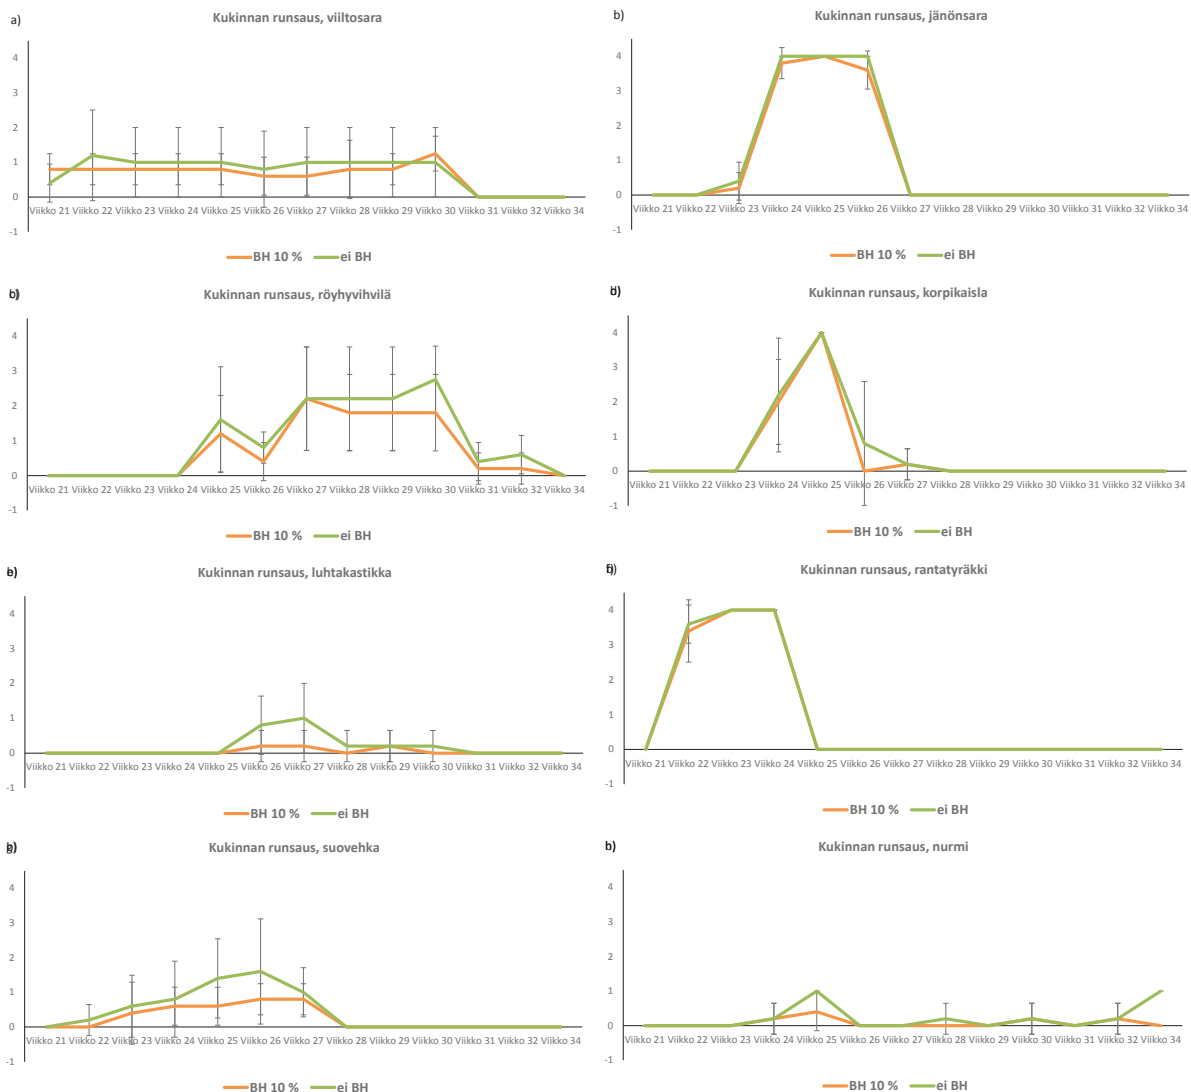 a)
Kukinnan runsaus, viiltosara
4
3
2
1
0
Viikko 21 Viikko 22 Viikko 23 Viikko 24 Viikko 25 Viikko 26 Viikko 27 Viikko 28 Viikko 29 Viikko 30 Viikko 31 Viikko 32 Viikko 34
-1
BH 10 % ei BH
b)
Kukinnan runsaus, jänönsara
4
3
2
1
0
Viikko 21 Viikko 22 Viikko 23 Viikko 24 Viikko 25 Viikko 26 Viikko 27 Viikko 28 Viikko 29 Viikko 30 Viikko 31 Viikko 32 Viikko 34
-1
BH 10 % ei BH
Kukinnan runsaus, röyhyvihvilä
4
3
2
1
0
Viikko 21 Viikko 22 Viikko 23 Viikko 24 Viikko 25 Viikko 26 Viikko 27 Viikko 28 Viikko 29 Viikko 30 Viikko 31 Viikko 32 Viikko 34
-1
BH 10 % ei BH
Kukinnan runsaus, korpikaisla
4
3
2
1
0
Viikko 21 Viikko 22 Viikko 23 Viikko 24 Viikko 25 Viikko 26 Viikko 27 Viikko 28 Viikko 29 Viikko 30 Viikko 31 Viikko 32 Viikko 34
-1
BH 10 % ei BH
Kukinnan runsaus, luhtakastikka
4
3
2
1
0
Viikko 21 Viikko 22 Viikko 23 Viikko 24 Viikko 25 Viikko 26 Viikko 27 Viikko 28 Viikko 29 Viikko 30 Viikko 31 Viikko 32 Viikko 34
-1
BH 10 % ei BH
Kukinnan runsaus, rantatyräkki
4
3
2
1
0
Viikko 21 Viikko 22 Viikko 23 Viikko 24 Viikko 25 Viikko 26 Viikko 27 Viikko 28 Viikko 29 Viikko 30 Viikko 31 Viikko 32 Viikko 34
-1
BH 10 % ei BH
Kukinnan runsaus, suovehka
4
3
2
1
0
Viikko 21 Viikko 22 Viikko 23 Viikko 24 Viikko 25 Viikko 26 Viikko 27 Viikko 28 Viikko 29 Viikko 30 Viikko 31 Viikko 32 Viikko 34
-1
BH 10 % ei BH
Kukinnan runsaus, nurmi
4
3
2
1
0
Viikko 21 Viikko 22 Viikko 23 Viikko 24 Viikko 25 Viikko 26 Viikko 27 Viikko 28 Viikko 29 Viikko 30 Viikko 31 Viikko 32 Viikko 34
-1
BH 10 % ei BH